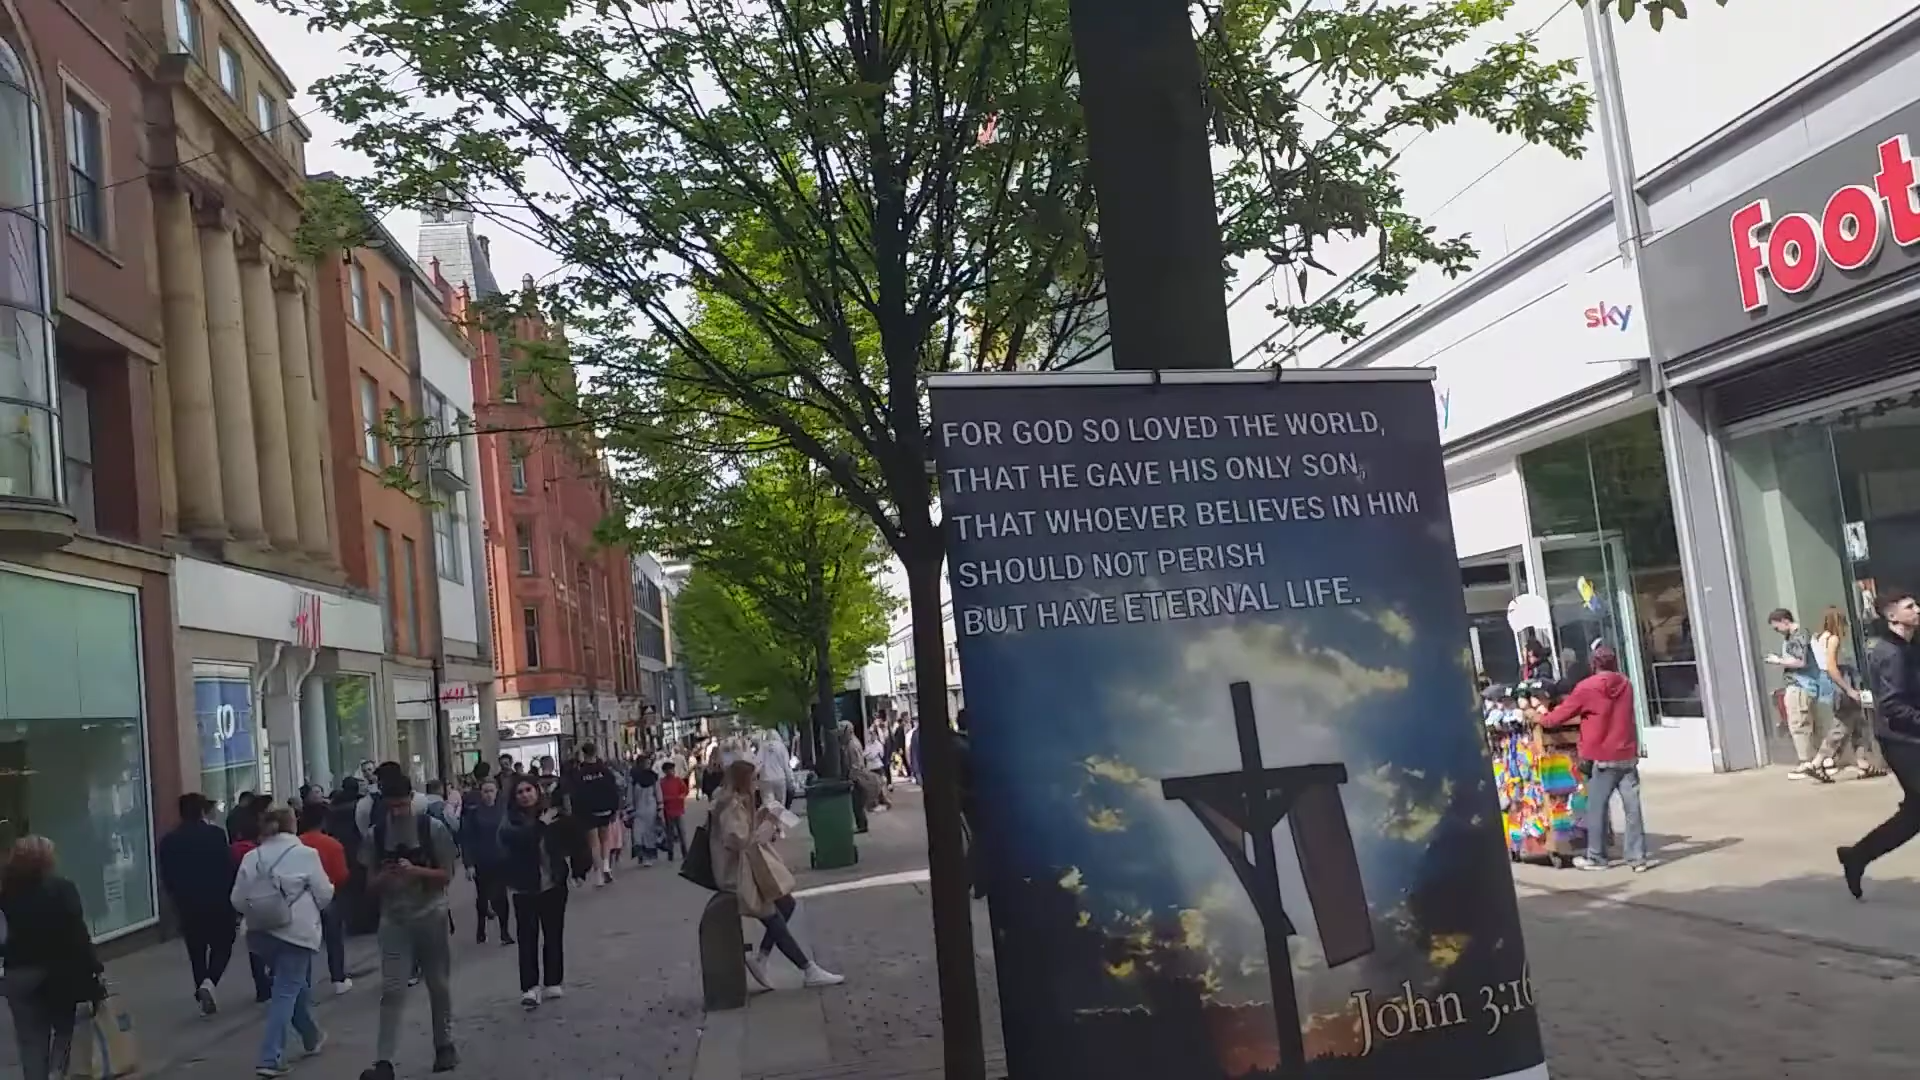 FOR GOD SO LOVED THE WORLD,
THAT HE GAVE HIS ONLY SON,
THAT WHOEVER BELIEVES IN HIM
SHOULD NOT PERISH
BUT HAVE ETERNAL LIFE.
John 3:16
Foot
sky
H&M
H&M